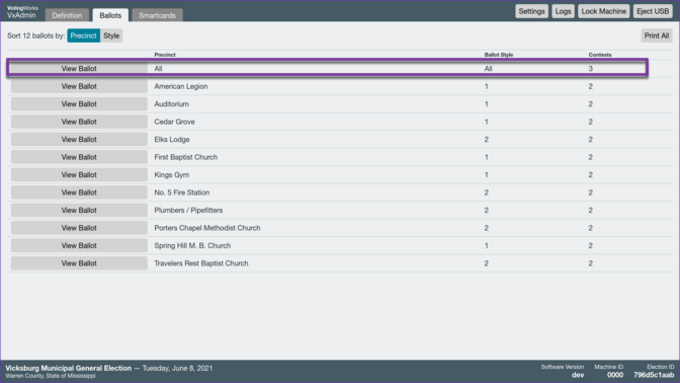 VotingWorks
VxAdmin Definition Ballots Smartcards Settings Logs Lock Machine Eject USB
Sort 12 ballots by: Precinct Style Print All
Precinct Ballot Style Contests
View Ballot All All 3
View Ballot American Legion 1 2
View Ballot Auditorium 1 2
View Ballot Cedar Grove 1 2
View Ballot Elks Lodge 2 2
View Ballot First Baptist Church 1 2
View Ballot Kings Gym 1 2
View Ballot No. 5 Fire Station 2 2
View Ballot Plumbers / Pipefitters 2 2
View Ballot Porters Chapel Methodist Church 2 2
View Ballot Spring Hill M. B. Church 1 2
View Ballot Travelers Rest Baptist Church 2 2
Vicksburg Municipal General Election — Tuesday, June 8, 2021
Warren County, State of Mississippi
Software Version Machine ID Election ID
dev 0000 796d5c1aab